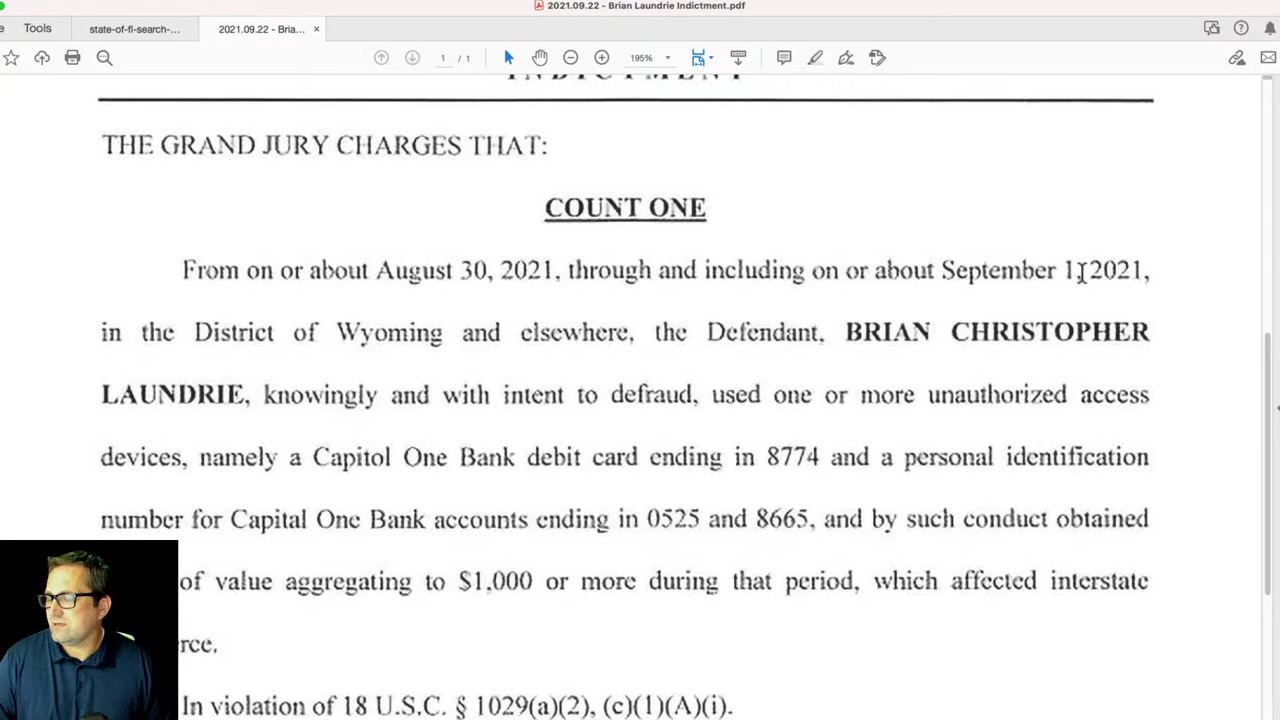 2021.09.22 - Brian Laundrie Indictment.pdf
Tools
state-of-fl-search-...
2021.09.22 - Bria...
1 / 1
195%
INDICTMENT
THE GRAND JURY CHARGES THAT:
COUNT ONE
From on or about August 30, 2021, through and including on or about September 1, 2021,
in the District of Wyoming and elsewhere, the Defendant, BRIAN CHRISTOPHER
LAUNDRIE, knowingly and with intent to defraud, used one or more unauthorized access
devices, namely a Capitol One Bank debit card ending in 8774 and a personal identification
number for Capital One Bank accounts ending in 0525 and 8665, and by such conduct obtained
of value aggregating to $1,000 or more during that period, which affected interstate
rce.
In violation of 18 U.S.C. § 1029(a)(2), (c)(1)(A)(i).